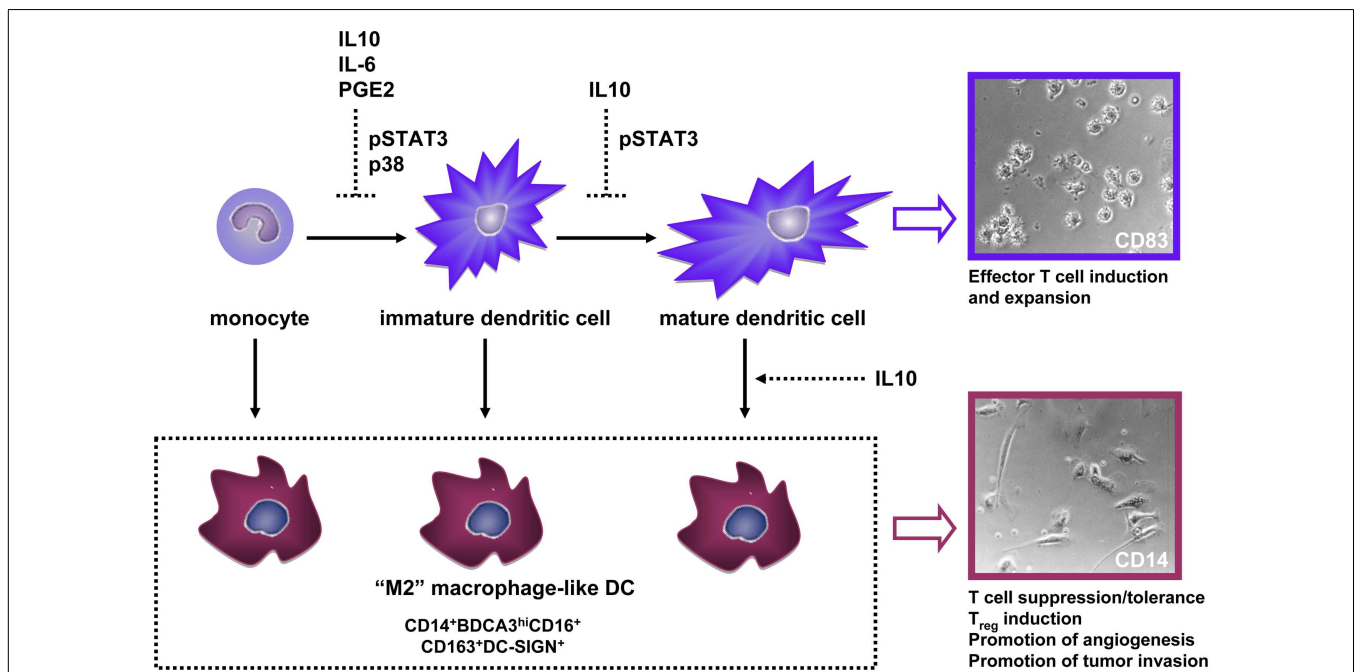 IL10
IL-6
PGE2
pSTAT3
p38
IL10
pSTAT3
CD83
Effector T cell induction
and expansion
monocyte
immature dendritic cell
mature dendritic cell
IL10
CD14
“M2” macrophage-like DC
CD14⁺BDCA3ʰⁱCD16⁺
CD163⁺DC-SIGN⁺
T cell suppression/tolerance
Treg induction
Promotion of angiogenesis
Promotion of tumor invasion